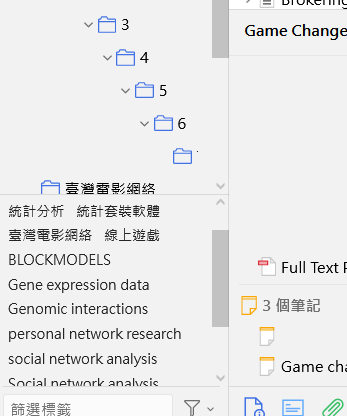 Brokering
3
Game Change
4
5
6
臺灣電影網絡
統計分析 統計套裝軟體
臺灣電影網絡 線上遊戲
BLOCKMODELS
Gene expression data
Genomic interactions
personal network research
social network analysis
Social Network analysis
篩選標籤
Full Text P
3 個筆記
Game cha